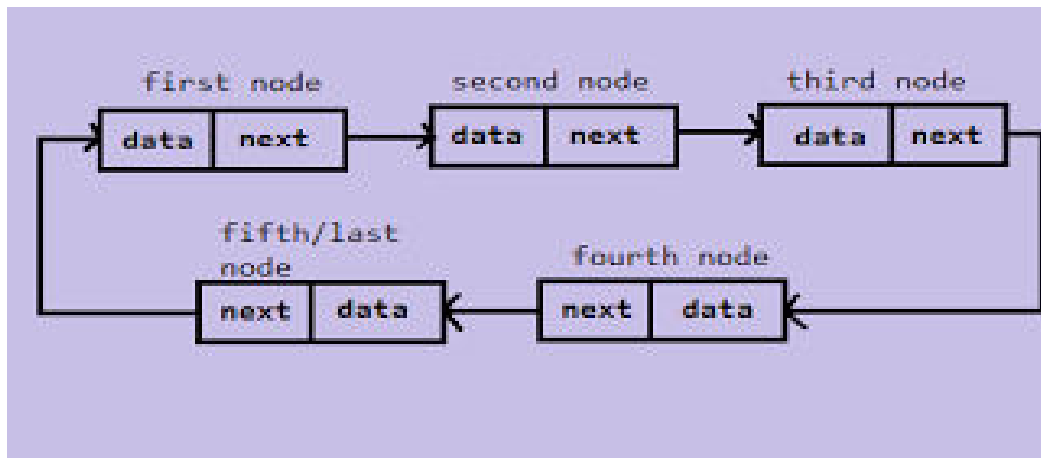 first node
second node
third node
data next
data next
data next
fifth/last
node
fourth node
next data
next data